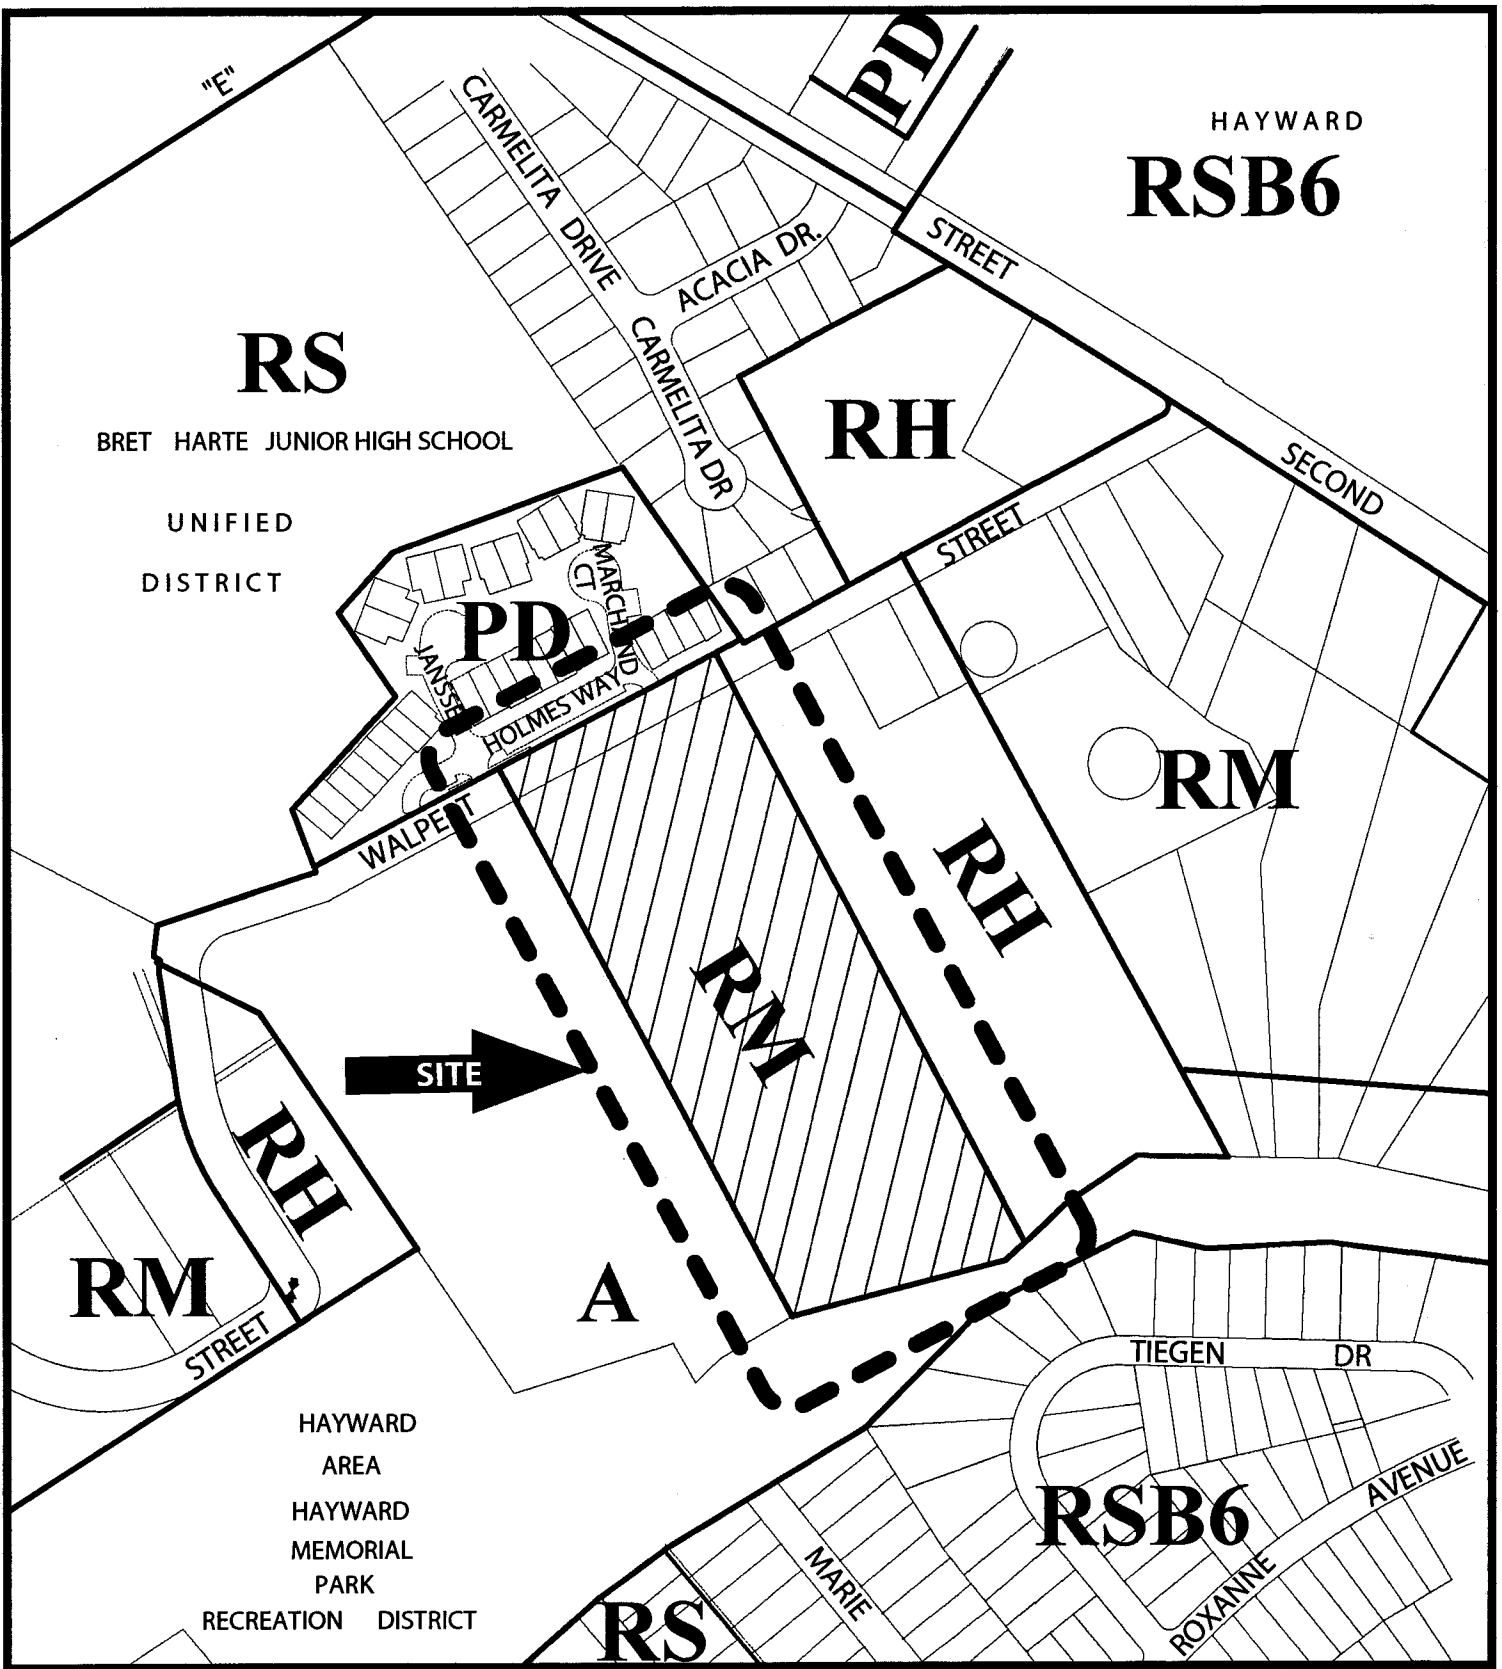 "E"
PD
HAYWARD
RSB6
CARMELITA DRIVE
ACACIA DR.
STREET
CARMELITA DR
RS
BRET HARTE JUNIOR HIGH SCHOOL
UNIFIED
DISTRICT
RH
SECOND
STREET
MARCHAND
CT
PD
JANSSE
HOLMES WAY
WALPERT
RM
RH
RM
SITE
RH
RM
STREET
A
TIEGEN DR
HAYWARD
AREA
HAYWARD
MEMORIAL
PARK
RECREATION DISTRICT
RSB6
AVENUE
ROXANNE
MARIE
RS